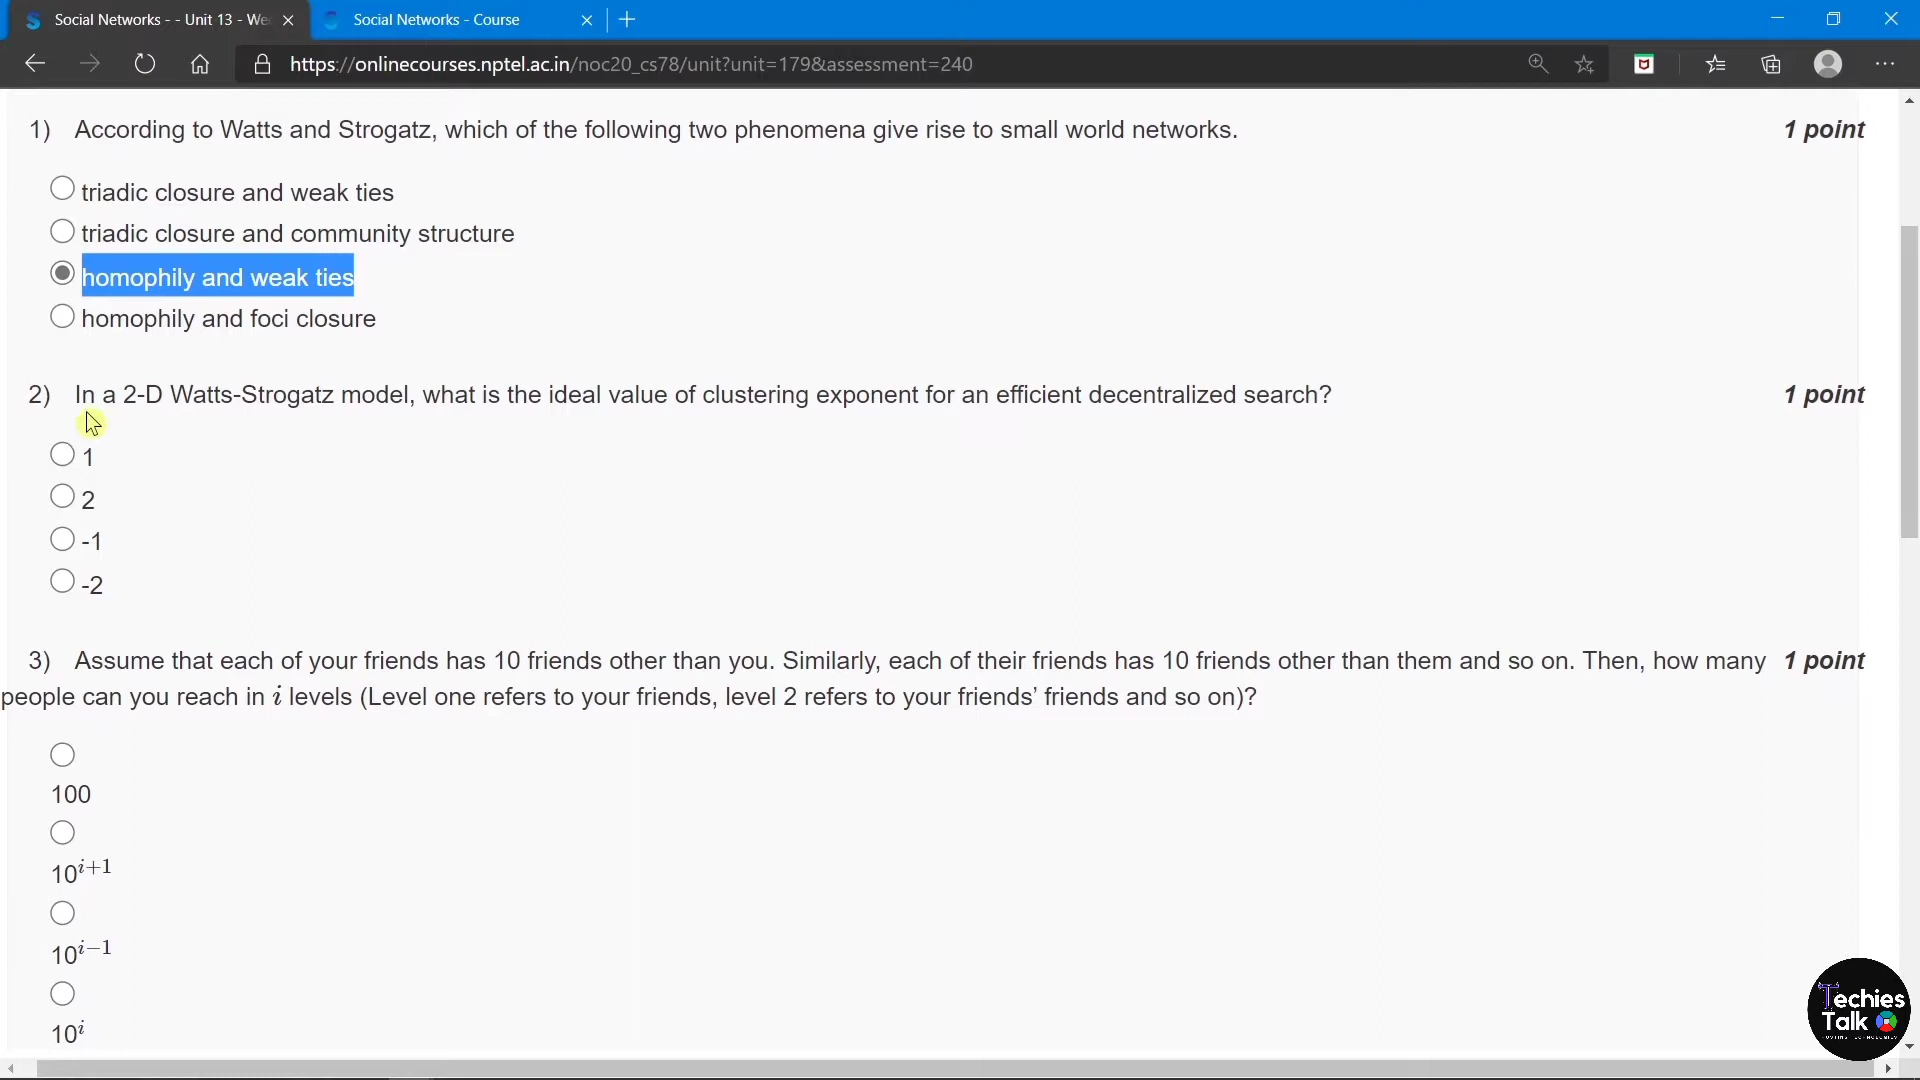 Social Networks - - Unit 13 - We
Social Networks - Course
https://onlinecourses.nptel.ac.in/noc20_cs78/unit?unit=179&assessment=240
1) According to Watts and Strogatz, which of the following two phenomena give rise to small world networks. 1 point
triadic closure and weak ties
triadic closure and community structure
homophily and weak ties
homophily and foci closure
2) In a 2-D Watts-Strogatz model, what is the ideal value of clustering exponent for an efficient decentralized search? 1 point
1
2
-1
-2
3) Assume that each of your friends has 10 friends other than you. Similarly, each of their friends has 10 friends other than them and so on. Then, how many 1 point
people can you reach in i levels (Level one refers to your friends, level 2 refers to your friends’ friends and so on)?
100
10^{i+1}
10^{i−1}
10^i
Techies
Talk